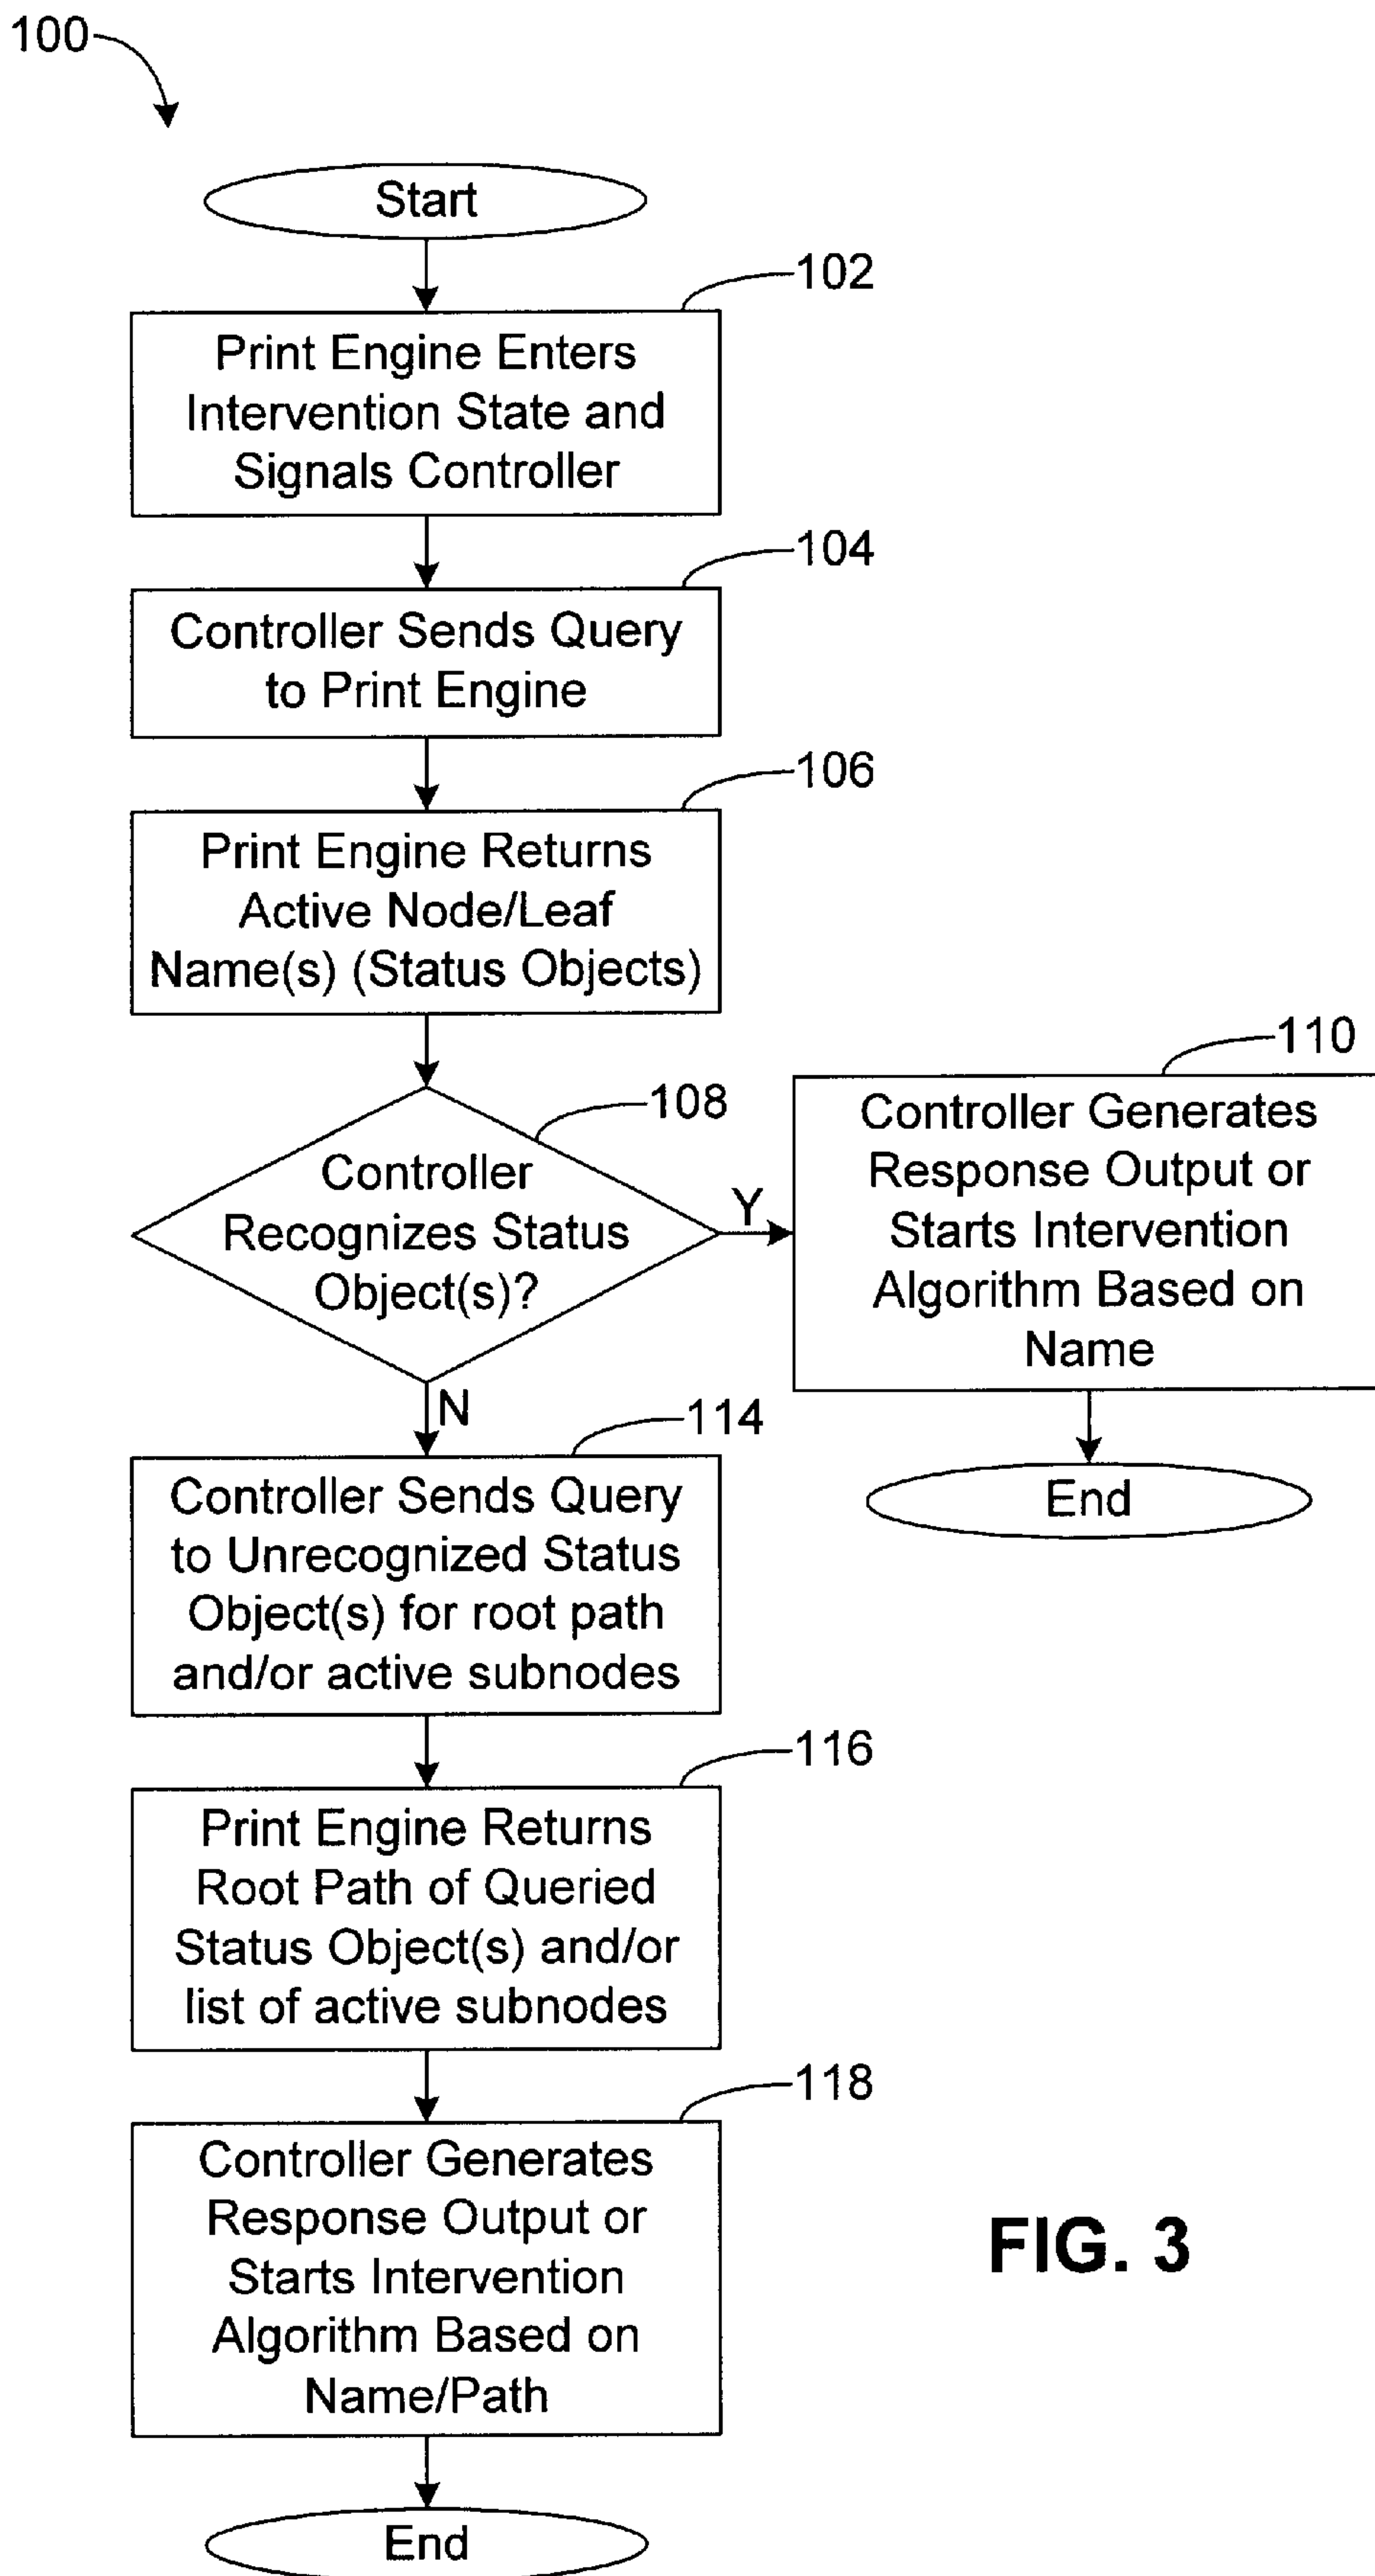 100
Start
102
Print Engine Enters
Intervention State and
Signals Controller
104
Controller Sends Query
to Print Engine
106
Print Engine Returns
Active Node/Leaf
Name(s) (Status Objects)
108
Controller
Recognizes Status
Object(s)?
Y
110
Controller Generates
Response Output or
Starts Intervention
Algorithm Based on
Name
End
N
114
Controller Sends Query
to Unrecognized Status
Object(s) for root path
and/or active subnodes
116
Print Engine Returns
Root Path of Queried
Status Object(s) and/or
list of active subnodes
118
Controller Generates
Response Output or
Starts Intervention
Algorithm Based on
Name/Path
End
FIG. 3